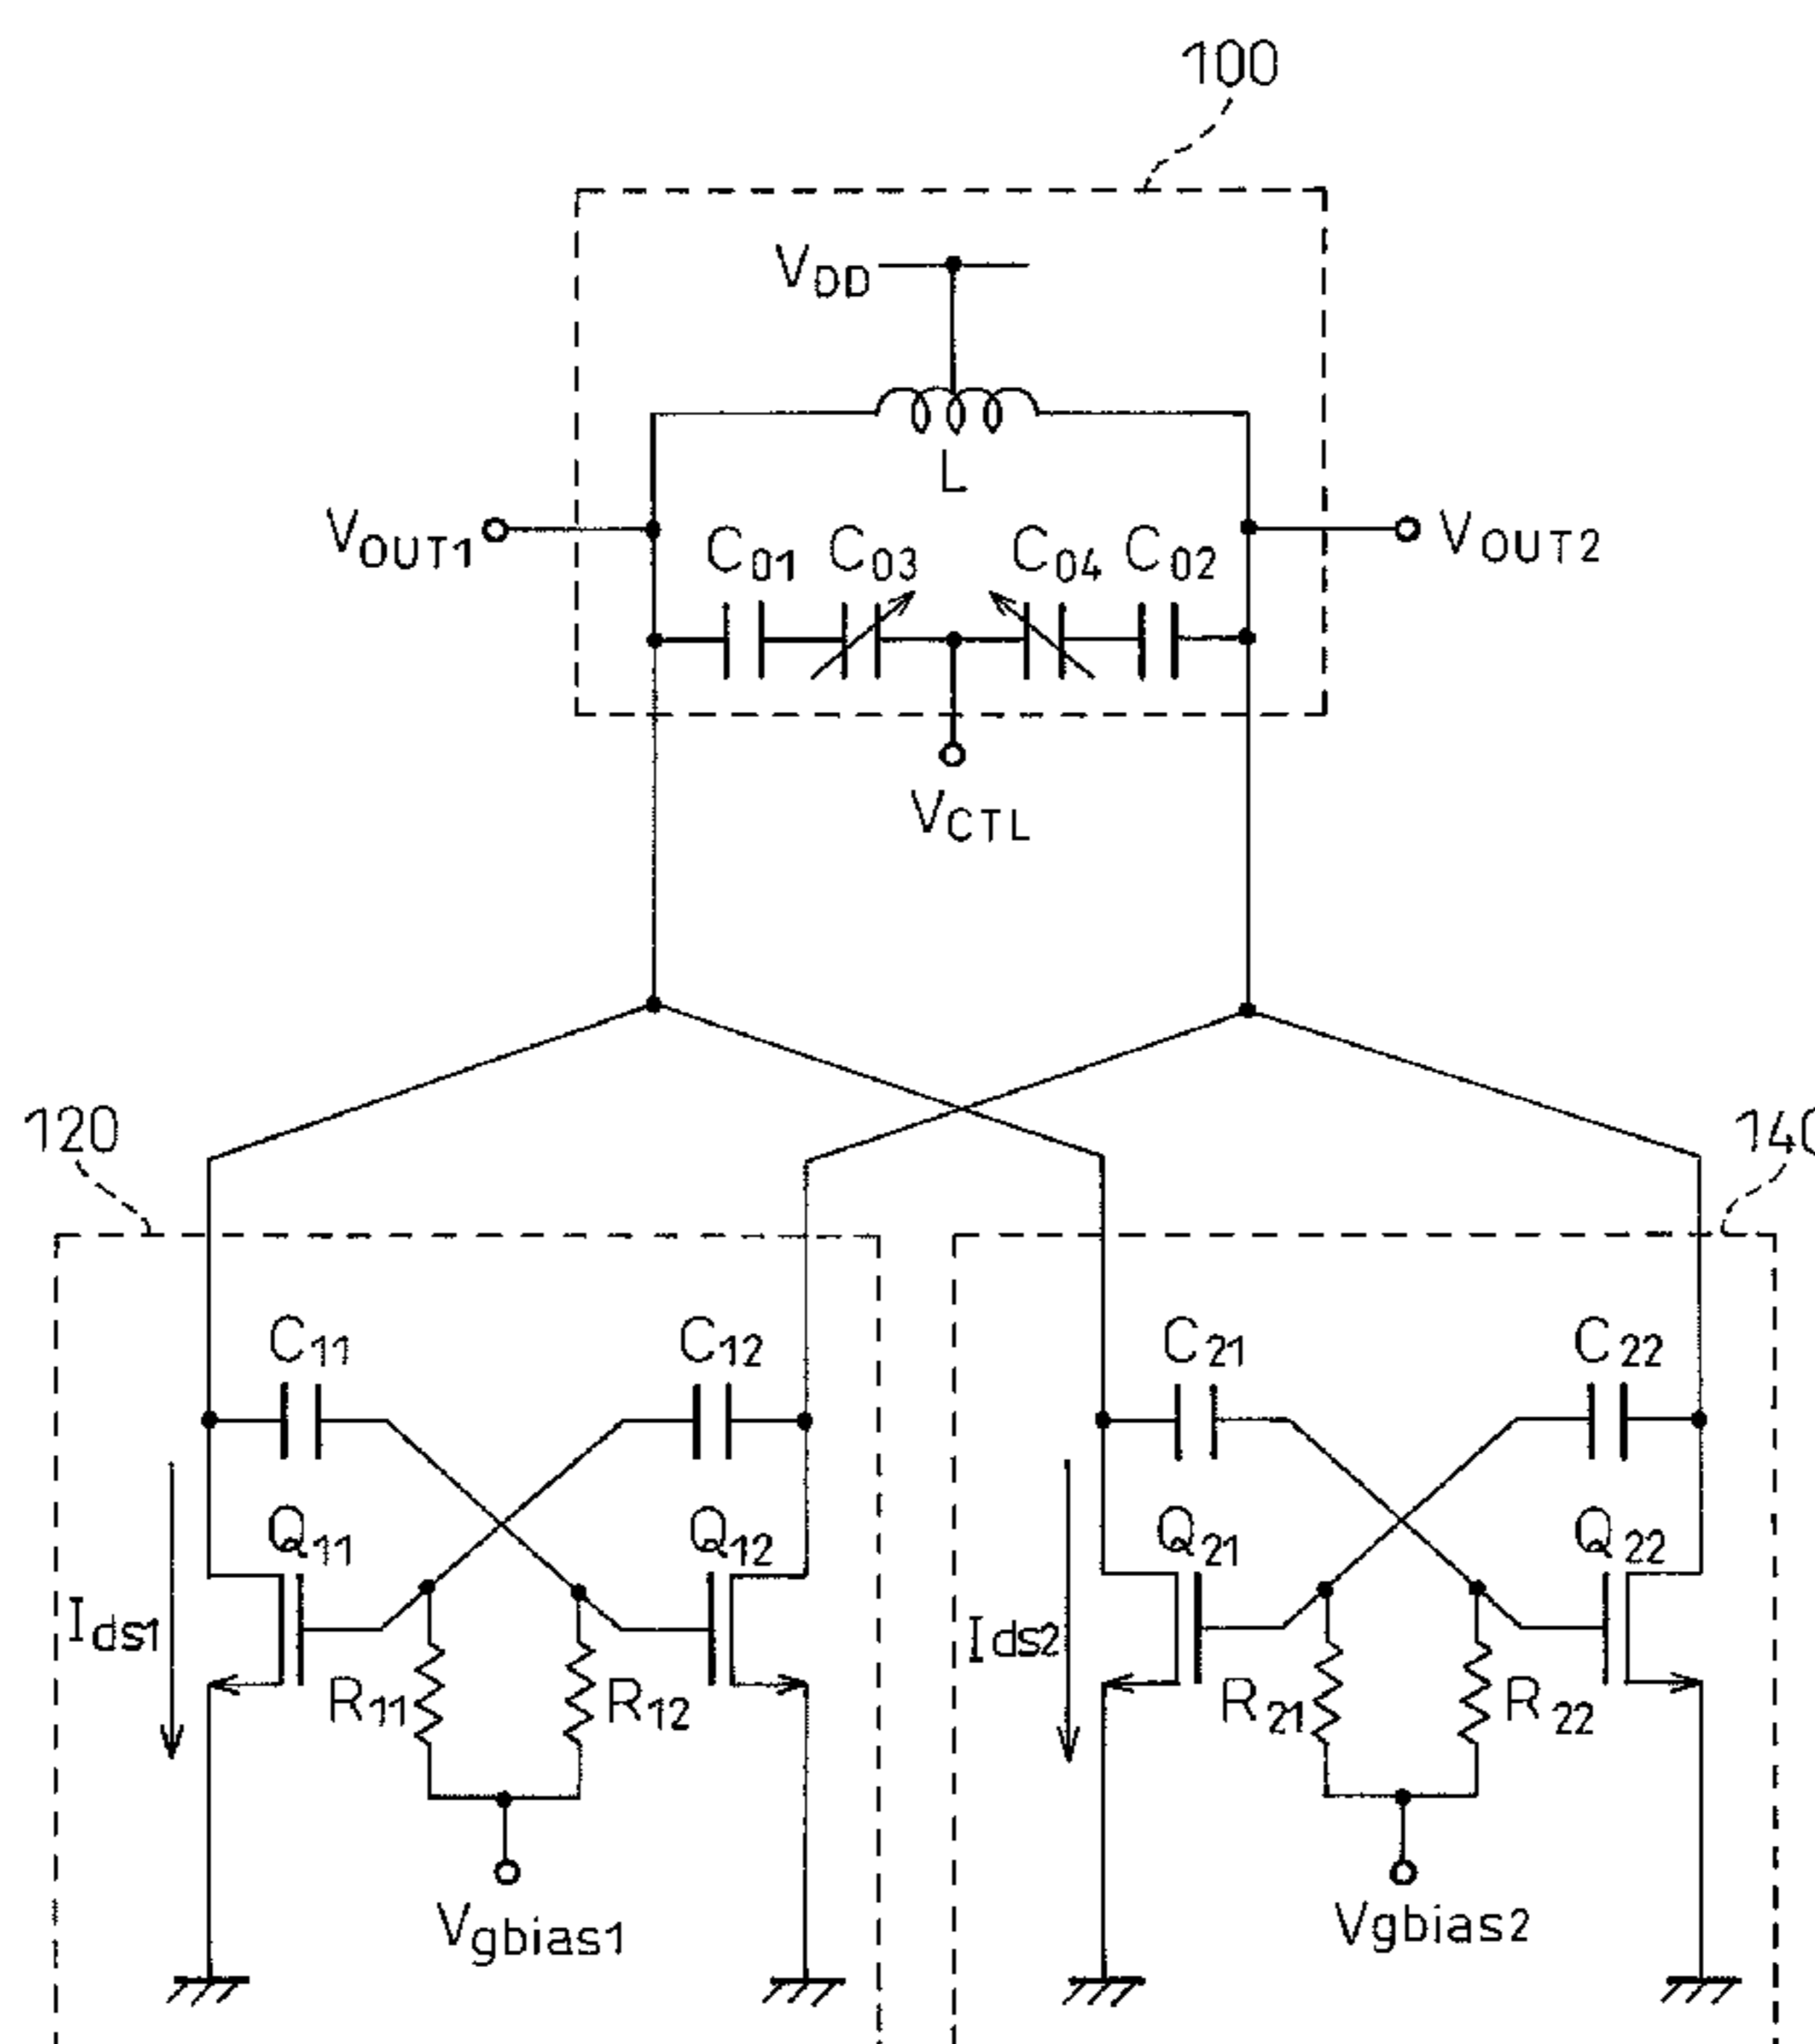 100
VDD
L
VOUT1
VOUT2
C01 C03 C04 C02
VCTL
120
140
C11 C12 C21 C22
Q11 Q12 Q21 Q22
Ids1 Ids2
R11 R12 R21 R22
Vgbias1 Vgbias2